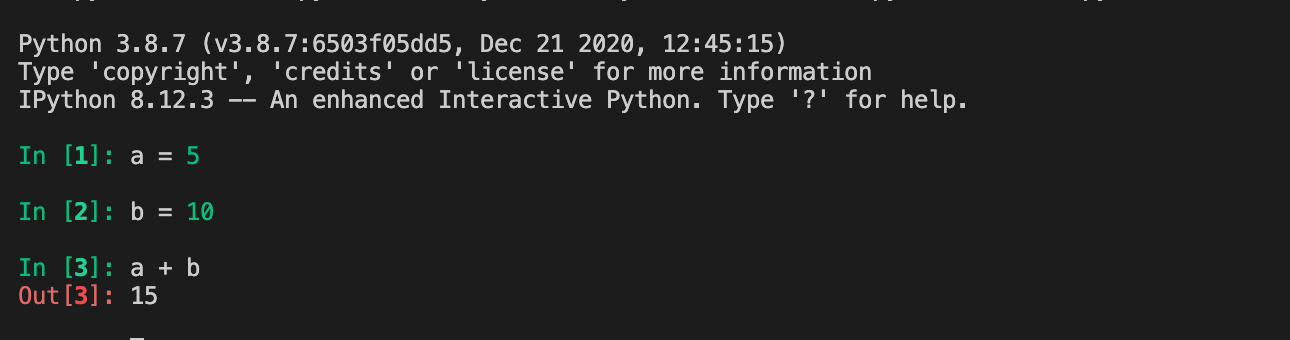 Python 3.8.7 (v3.8.7:6503f05dd5, Dec 21 2020, 12:45:15)
Type 'copyright', 'credits' or 'license' for more information
IPython 8.12.3 -- An enhanced Interactive Python. Type '?' for help.
In [1]: a = 5
In [2]: b = 10
In [3]: a + b
Out[3]: 15